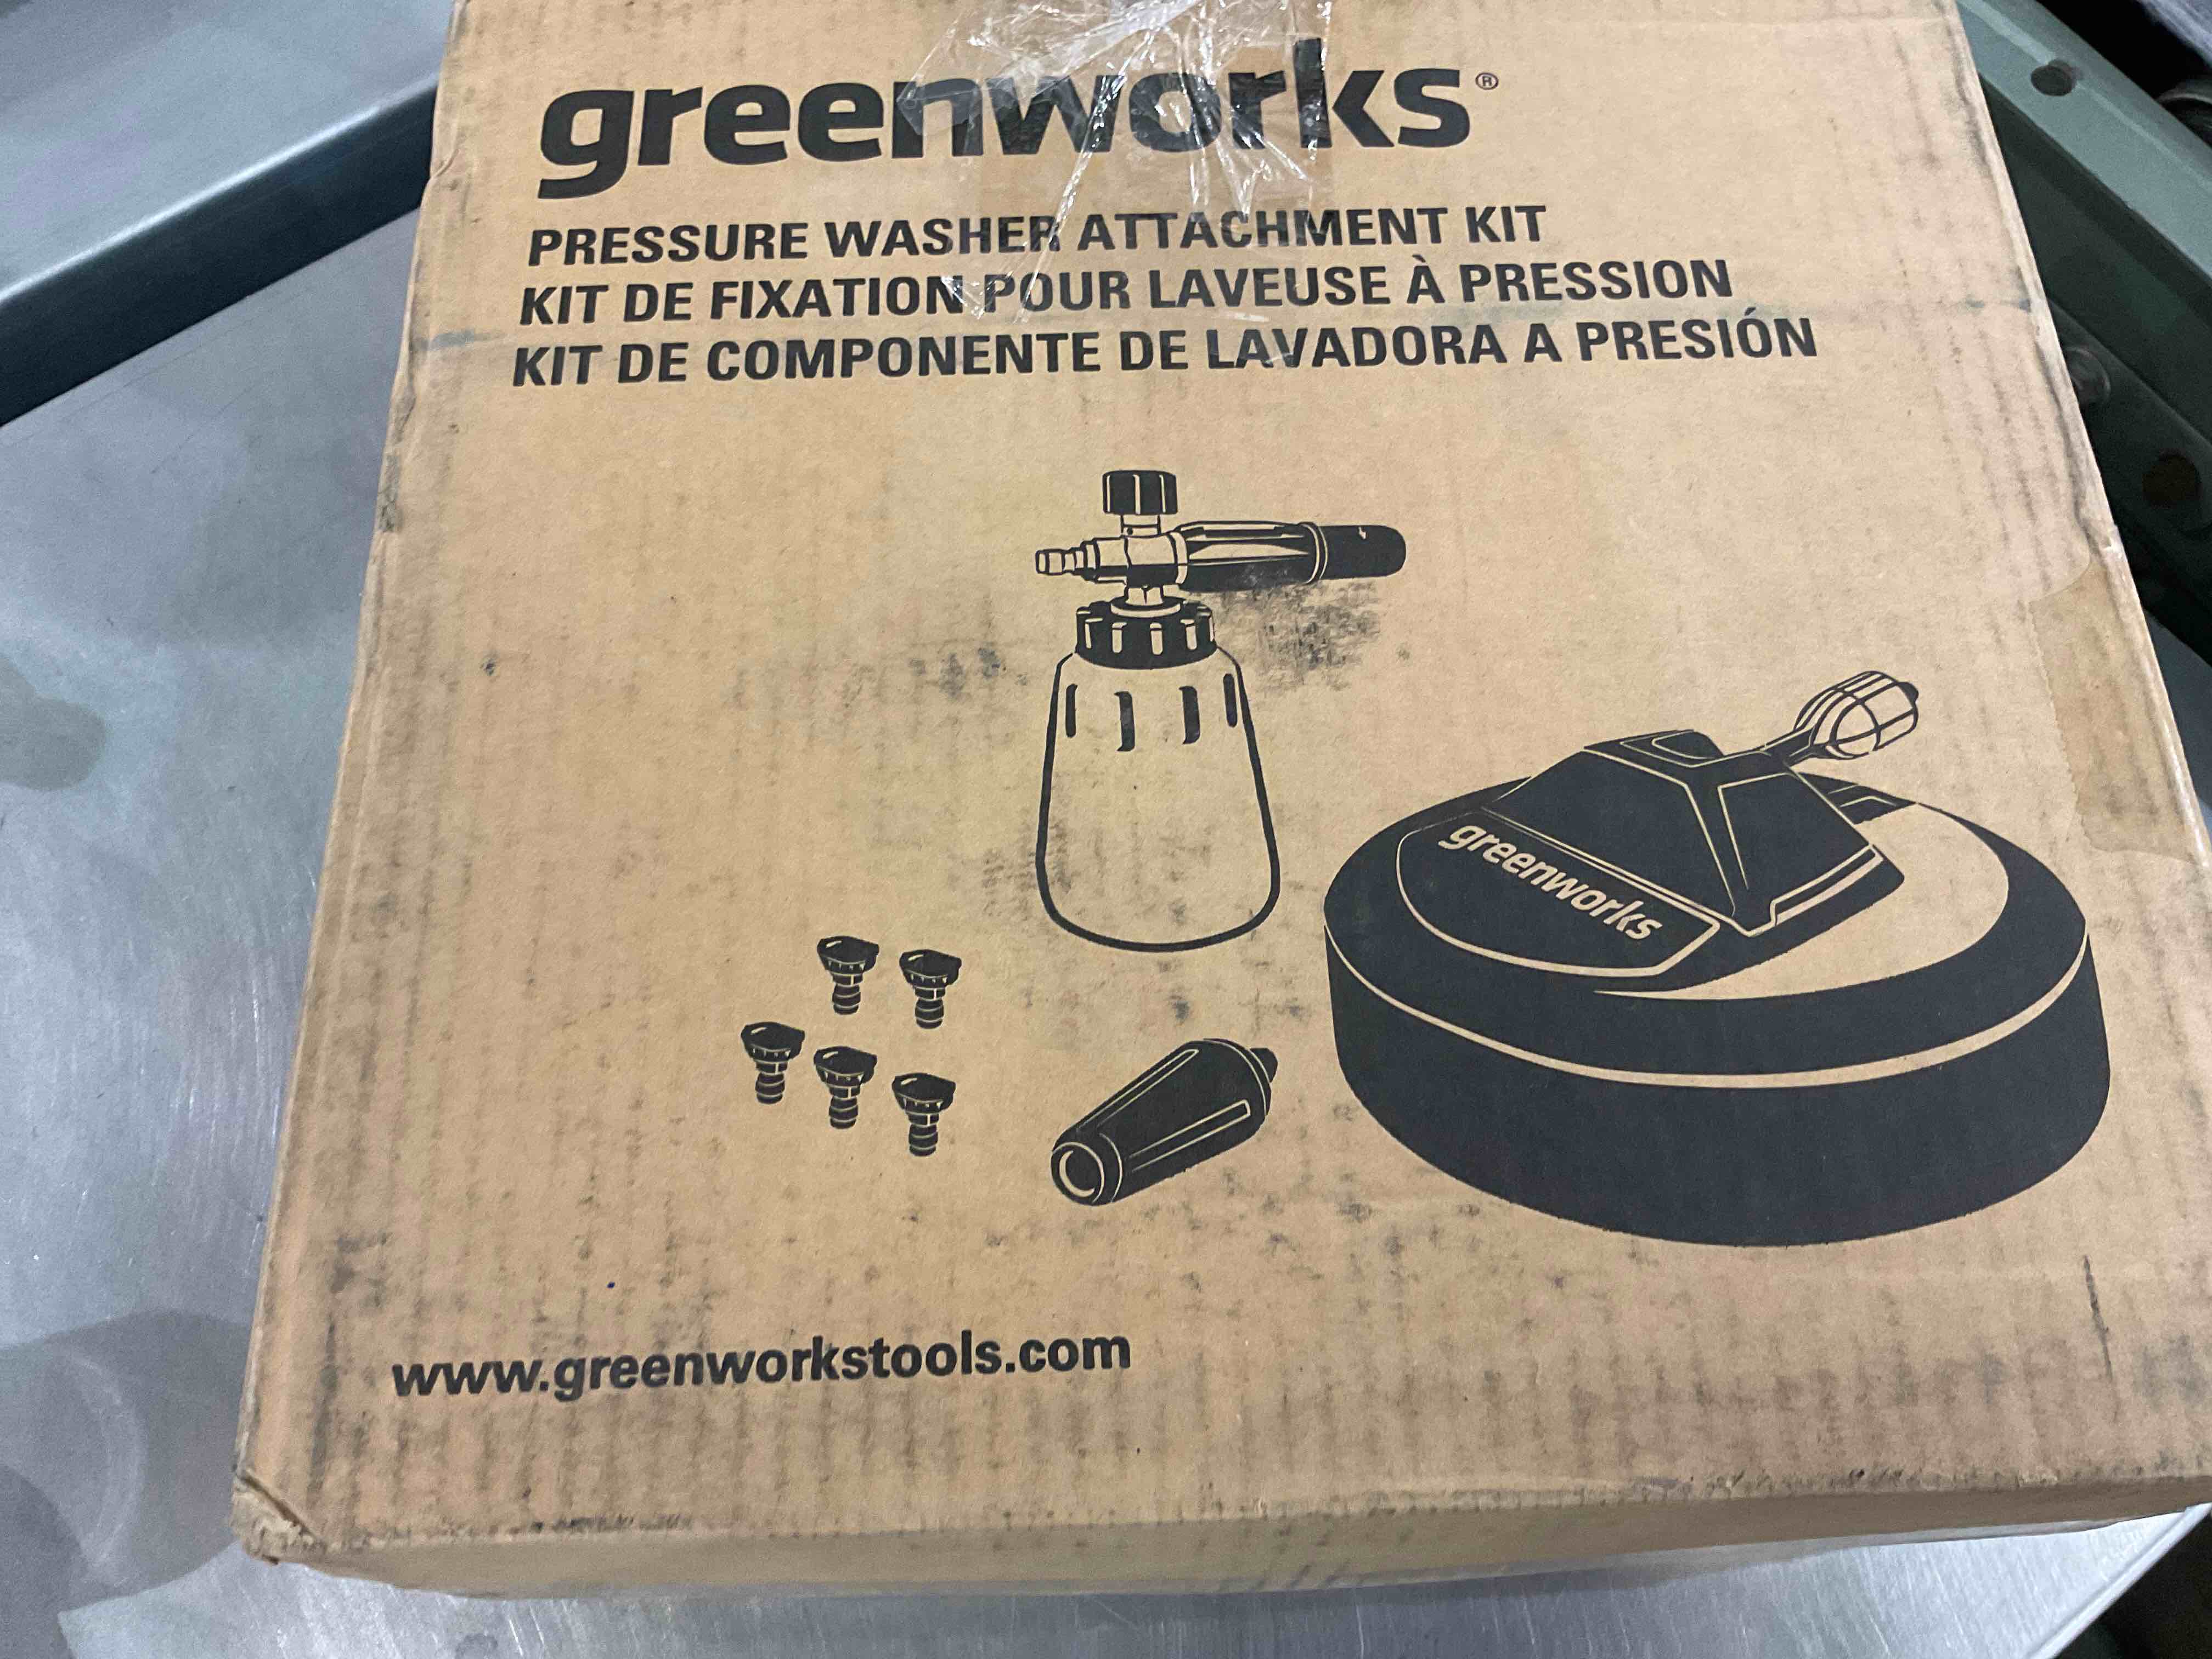 greenworks®
PRESSURE WASHER ATTACHMENT KIT
KIT DE FIXATION POUR LAVEUSE À PRESSION
KIT DE COMPONENTE DE LAVADORA A PRESIÓN
greenworks
www.greenworkstools.com